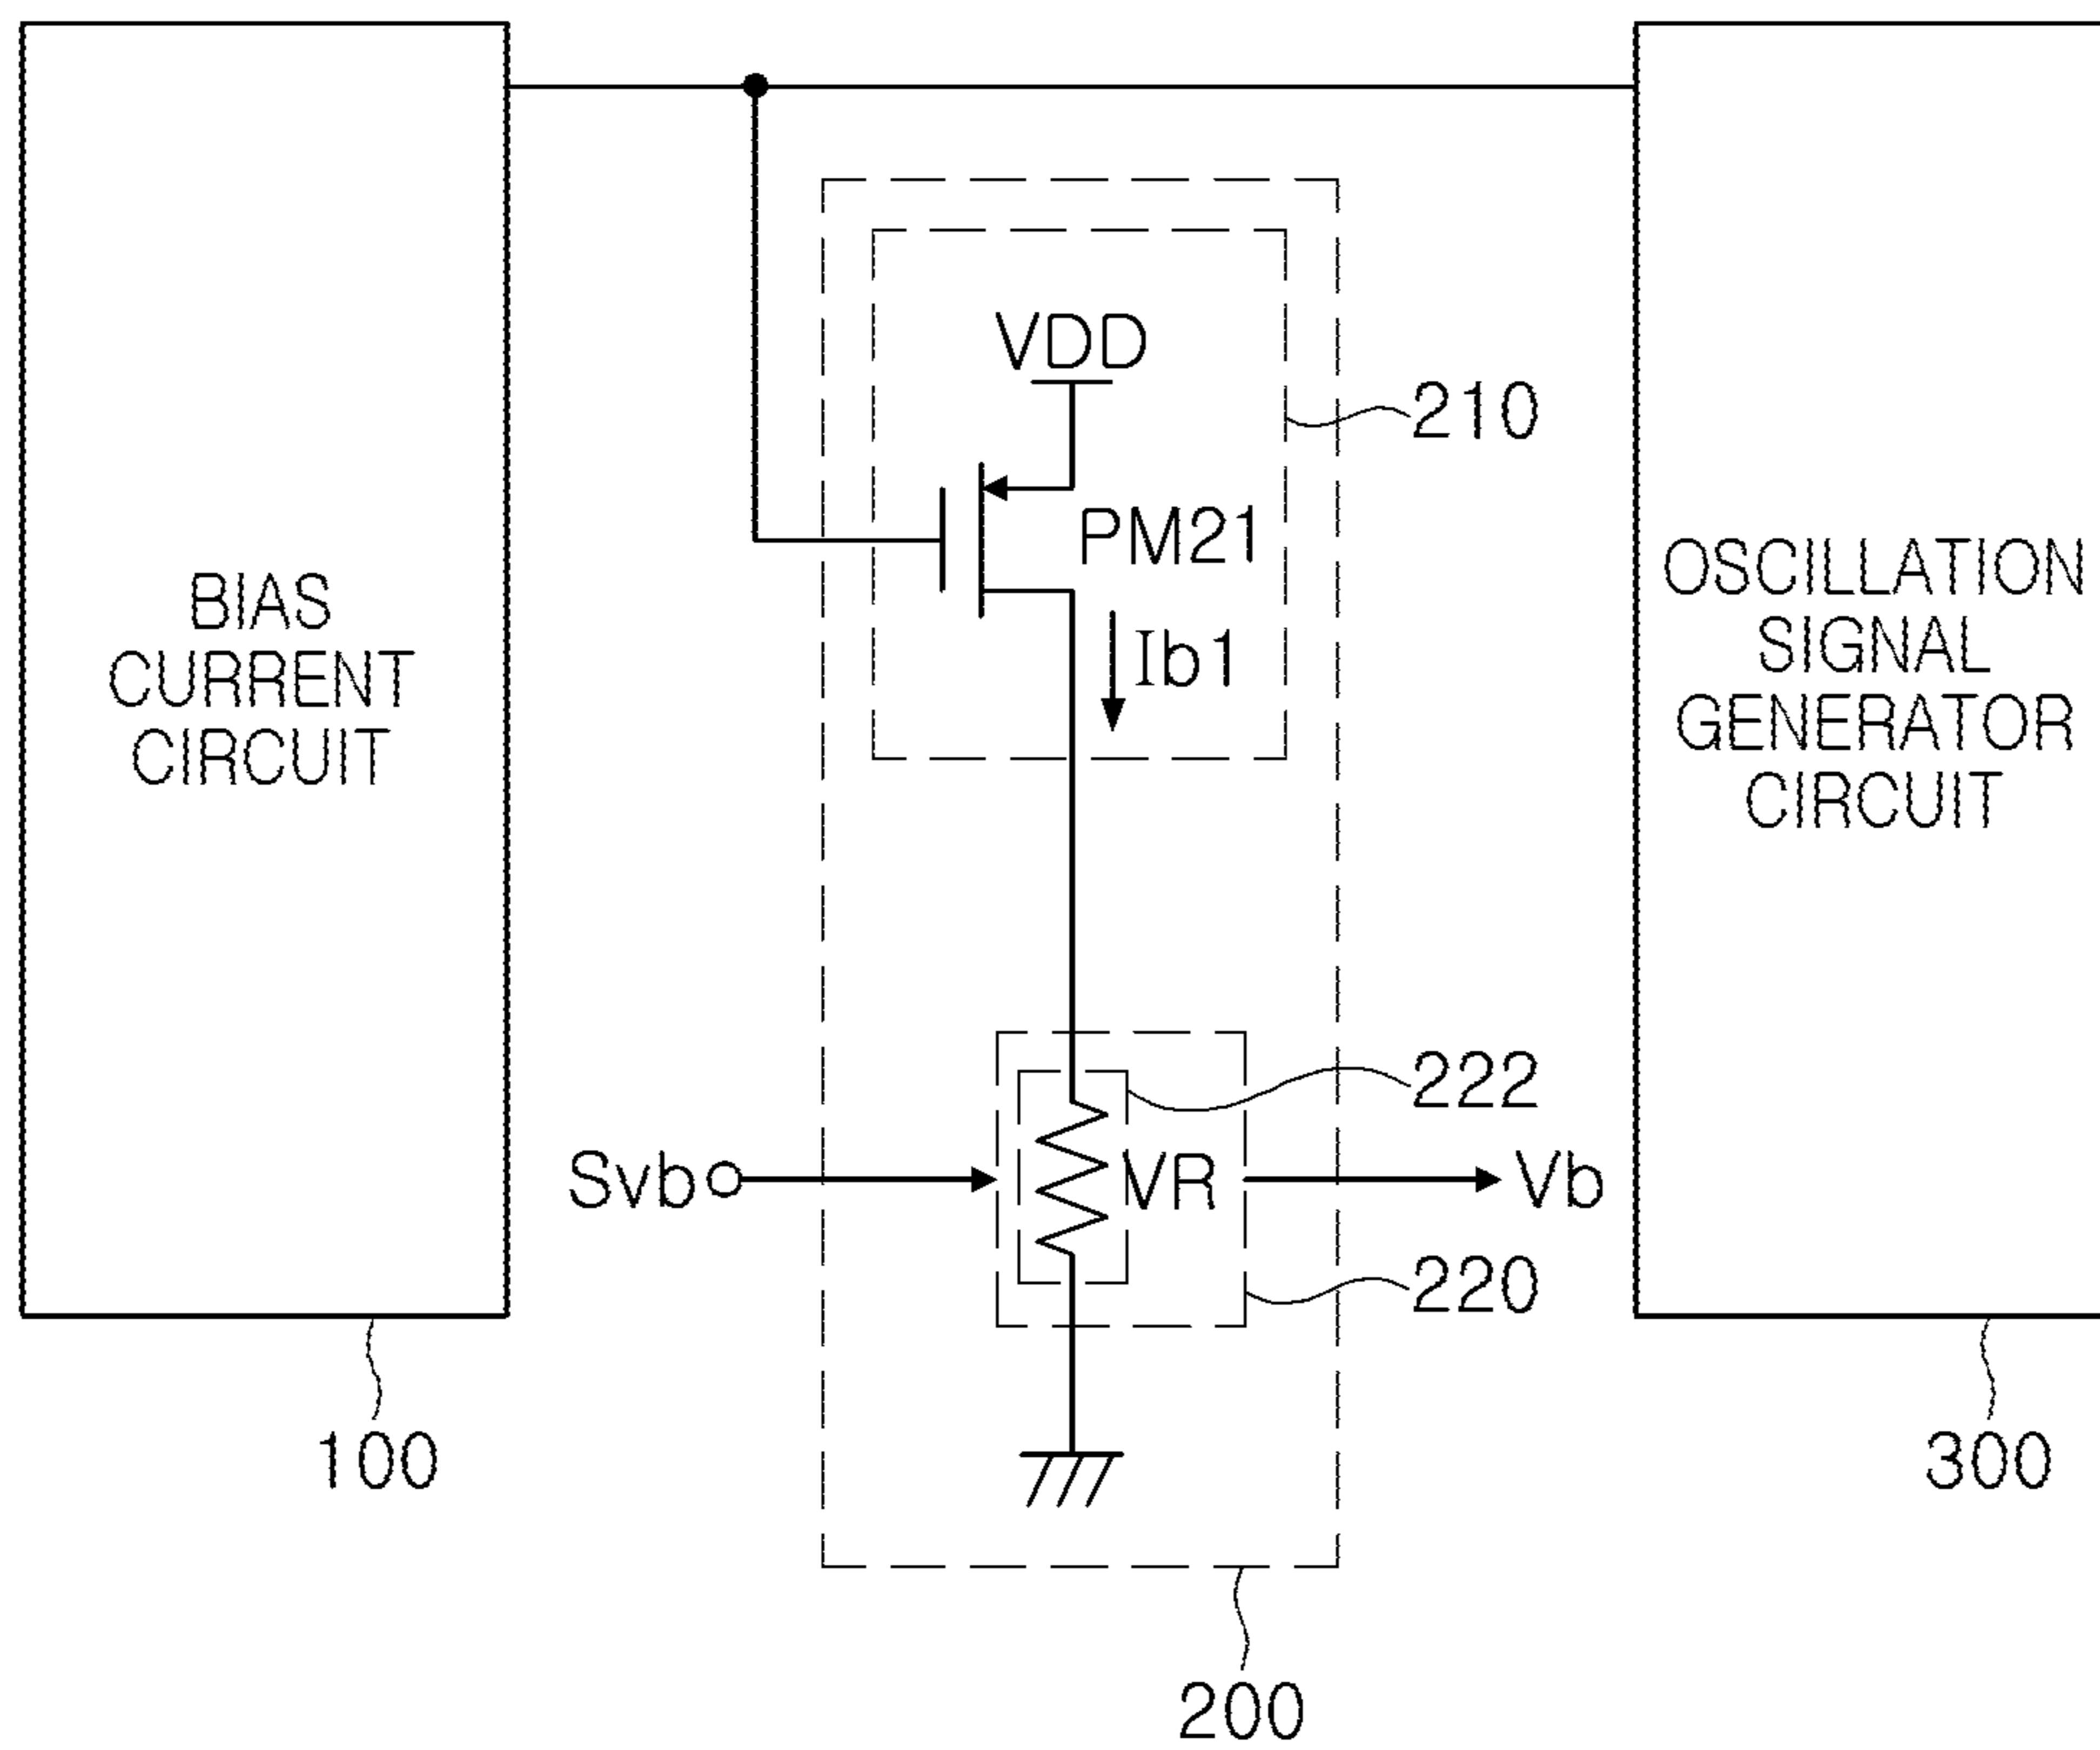 BIAS
CURRENT
CIRCUIT
100
VDD
210
PM21
Ib1
222
Svb
VR
Vb
220
200
OSCILLATION
SIGNAL
GENERATOR
CIRCUIT
300